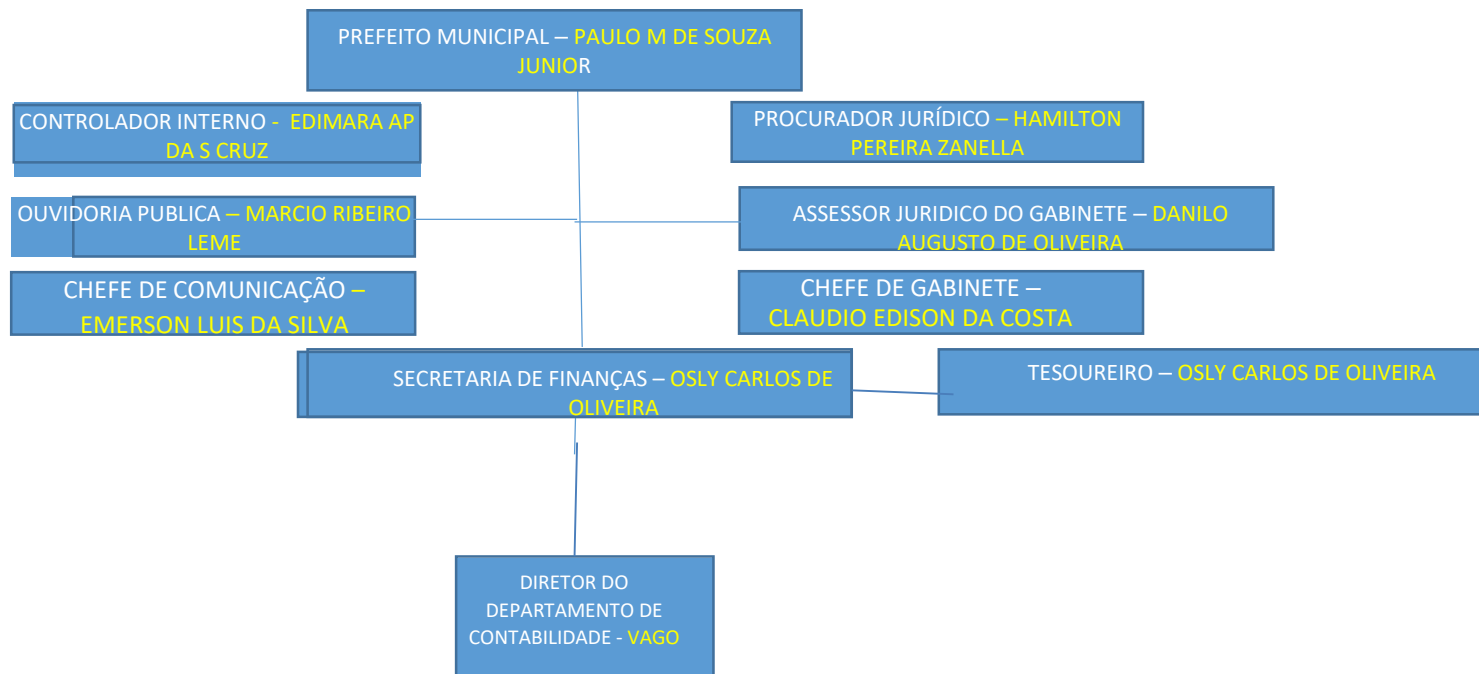 PREFEITO MUNICIPAL – PAULO M DE SOUZA
JUNIOR
CONTROLADOR INTERNO - EDIMARA AP
DA S CRUZ
PROCURADOR JURÍDICO – HAMILTON
PEREIRA ZANELLA
OUVIDORIA PUBLICA – MARCIO RIBEIRO
LEME
ASSESSOR JURIDICO DO GABINETE – DANILO
AUGUSTO DE OLIVEIRA
CHEFE DE COMUNICAÇÃO –
EMERSON LUIS DA SILVA
CHEFE DE GABINETE –
CLAUDIO EDISON DA COSTA
SECRETARIA DE FINANÇAS – OSLY CARLOS DE
OLIVEIRA
TESOUREIRO – OSLY CARLOS DE OLIVEIRA
DIRETOR DO
DEPARTAMENTO DE
CONTABILIDADE - VAGO